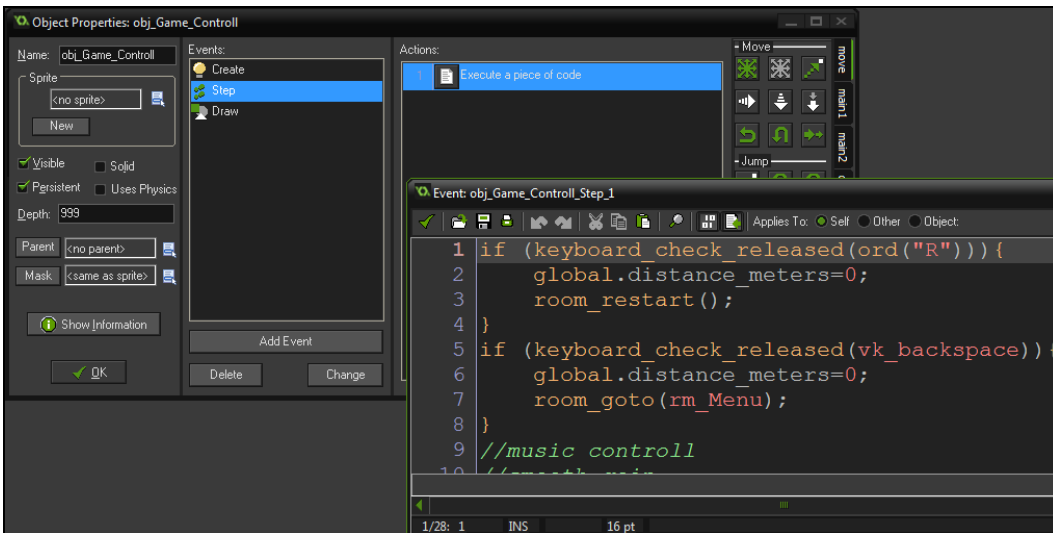 Object Properties: obj_Game_Controll
Name: obj_Game_Controll
Sprite
<no sprite>
New
Visible
Solid
Persistent
Uses Physics
Depth: 999
Parent <no parent>
Mask <same as sprite>
Show Information
OK
Events:
Create
Step
Draw
Add Event
Delete
Change
Actions:
1 Execute a piece of code
Move
Jump
move
main1
main2
Event: obj_Game_Controll_Step_1
Applies To: Self Other Object:
1 if (keyboard_check_released(ord("R"))){
2 global.distance_meters=0;
3 room_restart();
4 }
5 if (keyboard_check_released(vk_backspace)){
6 global.distance_meters=0;
7 room_goto(rm_Menu);
8 }
9 //music controll
1/28: 1 INS 16 pt